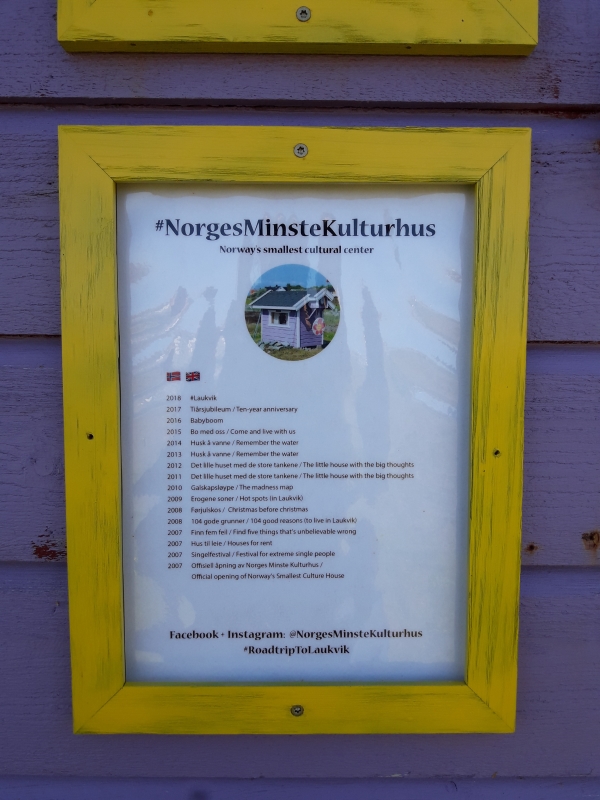 #NorgesMinsteKulturhus
Norway's smallest cultural center
2018 #Laukvik
2017 Tiårsjubileum / Ten-year anniversary
2016 Babyboom
2015 Bo med oss / Come and live with us
2014 Husk å vanne / Remember the water
2013 Husk å vanne / Remember the water
2012 Det lille huset med de store tankene / The little house with the big thoughts
2011 Det lille huset med de store tankene / The little house with the big thoughts
2010 Galskapsløype / The madness map
2009 Erogene soner / Hot spots (in Laukvik)
2008 Førjulskos / Christmas before christmas
2008 104 gode grunner / 104 good reasons (to live in Laukvik)
2007 Finn fem feil / Find five things that's unbelievable wrong
2007 Hus til leie / Houses for rent
2007 Singelfestival / Festival for extreme single people
2007 Offisiell åpning av Norges Minste Kulturhus /
Official opening of Norway's Smallest Culture House
Facebook + Instagram: @NorgesMinsteKulturhus
#RoadtripToLaukvik